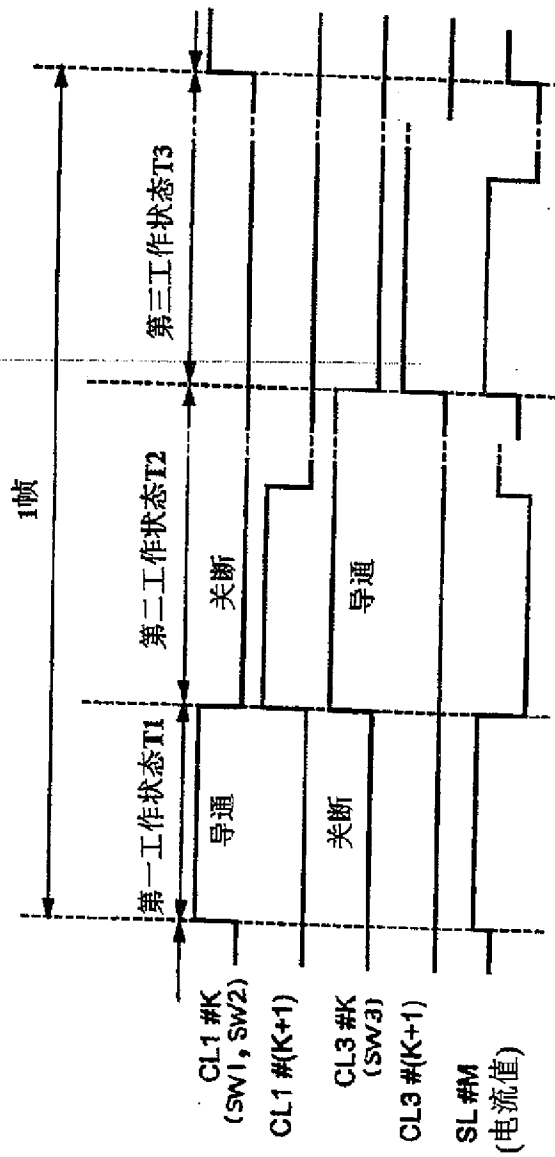 1帧
第一工作状态T1
第二工作状态T2
第三工作状态T3
CL1 #K
(SW1, SW2)
导通
关断
CL1 #(K+1)
CL3 #K
(SW3)
关断
导通
CL3 #(K+1)
SL #M
(电流值)